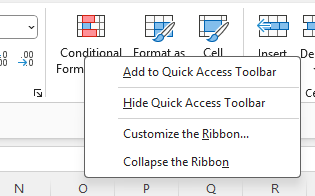 Conditional Format as Cell Insert
Add to Quick Access Toolbar
Hide Quick Access Toolbar
Customize the Ribbon...
Collapse the Ribbon
N O P Q R